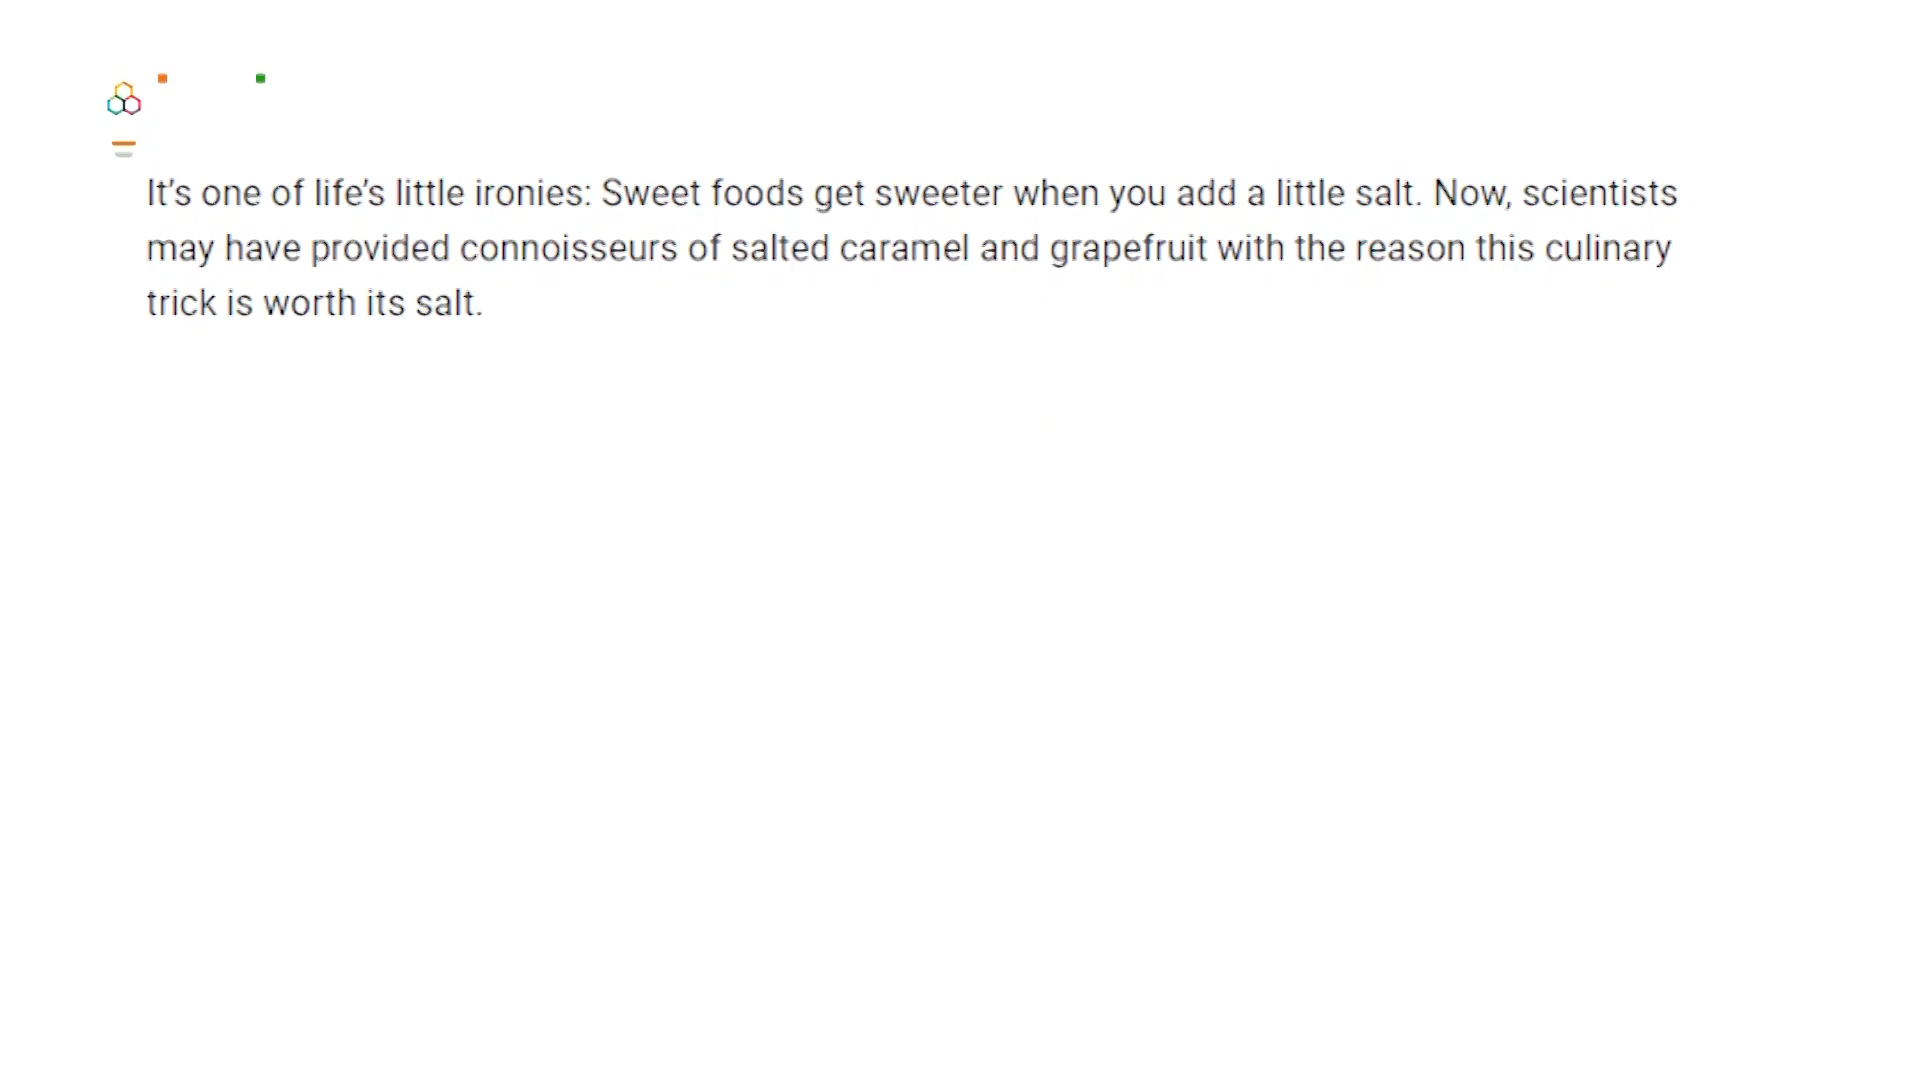 It’s one of life’s little ironies: Sweet foods get sweeter when you add a little salt. Now, scientists
may have provided connoisseurs of salted caramel and grapefruit with the reason this culinary
trick is worth its salt.